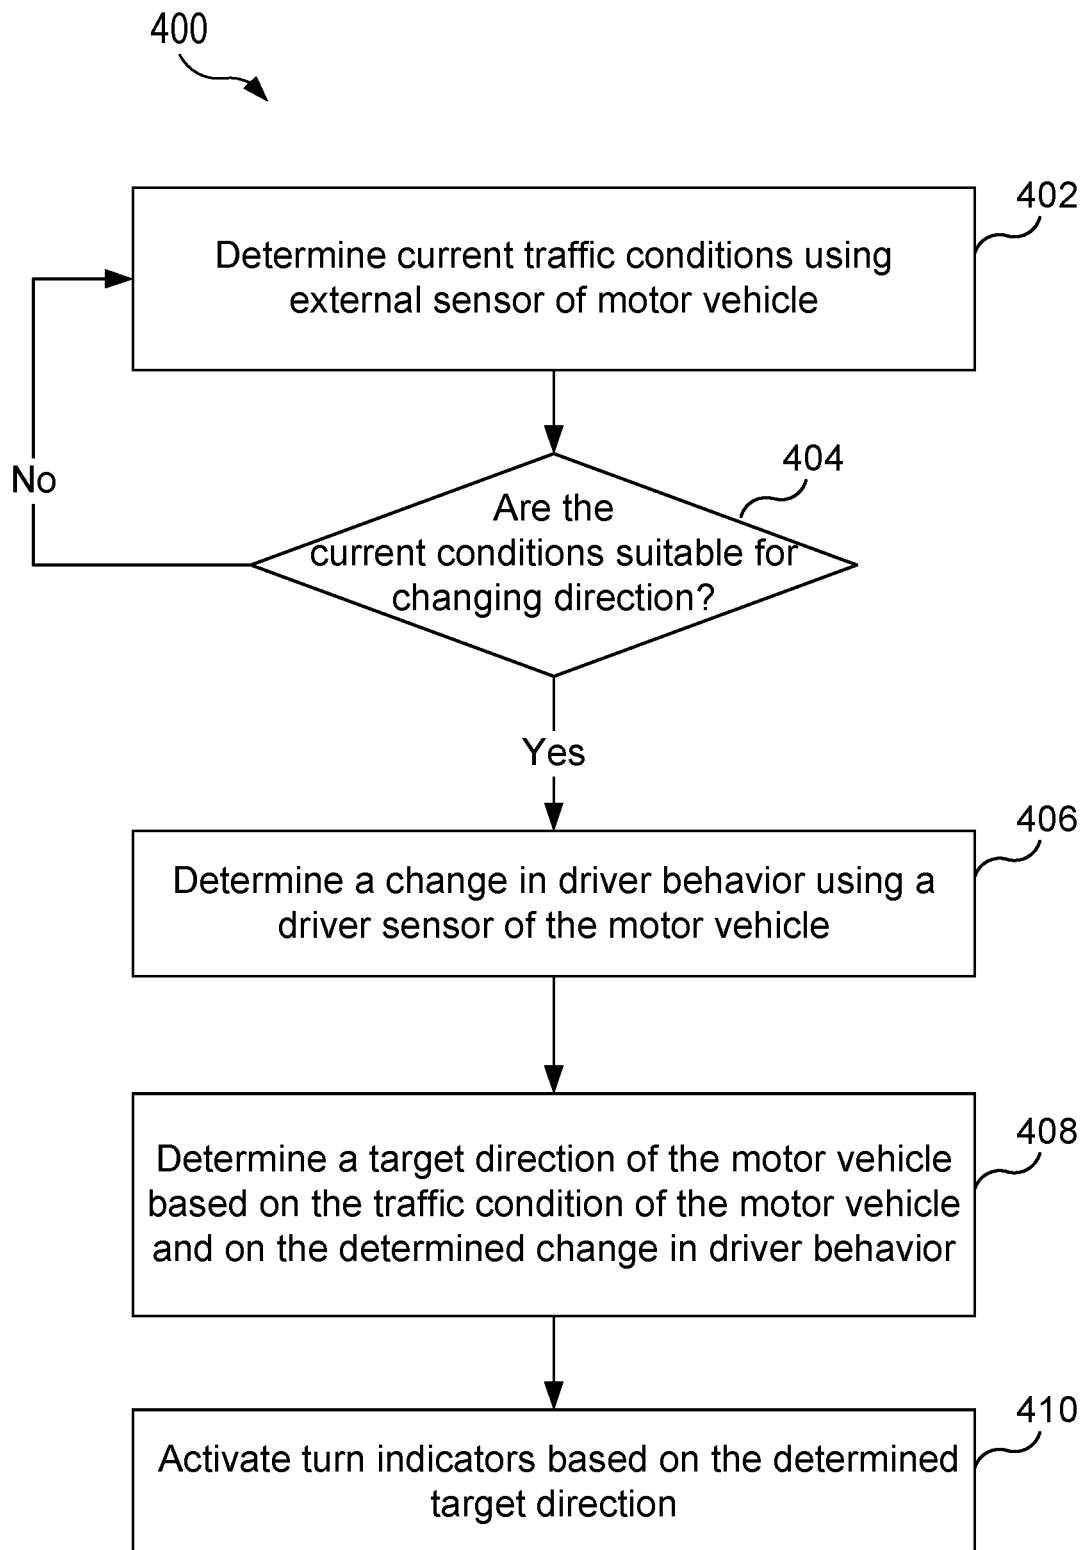 400
402
Determine current traffic conditions using
external sensor of motor vehicle
404
No
Are the
current conditions suitable for
changing direction?
Yes
406
Determine a change in driver behavior using a
driver sensor of the motor vehicle
408
Determine a target direction of the motor vehicle
based on the traffic condition of the motor vehicle
and on the determined change in driver behavior
410
Activate turn indicators based on the determined
target direction